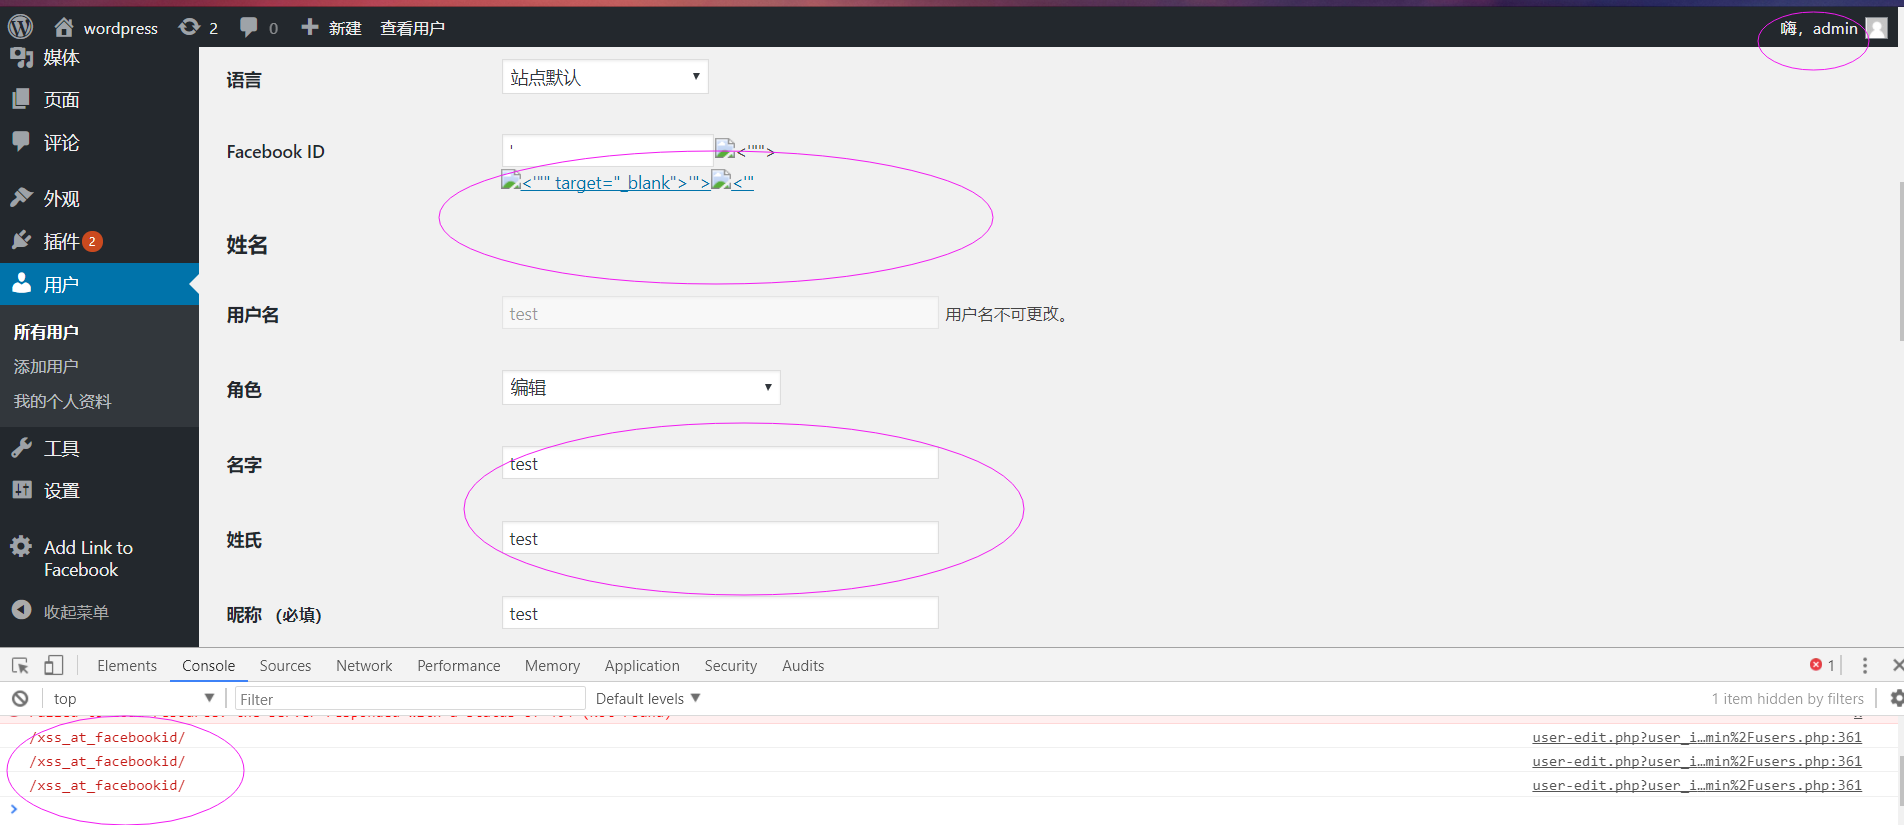 wordpress 2 0 新建 查看用户 嗨，admin
媒体
页面
评论
外观
插件 2
用户
所有用户
添加用户
我的个人资料
工具
设置
Add Link to
Facebook
收起菜单
语言 站点默认
Facebook ID ' <'"">
<'"" target="_blank">'"> <'"
姓名
用户名 test 用户名不可更改。
角色 编辑
名字 test
姓氏 test
昵称 （必填） test
Elements Console Sources Network Performance Memory Application Security Audits 1
top Filter Default levels 1 item hidden by filters
/xss_at_facebookid/ user-edit.php?user_i…min%2Fusers.php:361
/xss_at_facebookid/ user-edit.php?user_i…min%2Fusers.php:361
/xss_at_facebookid/ user-edit.php?user_i…min%2Fusers.php:361